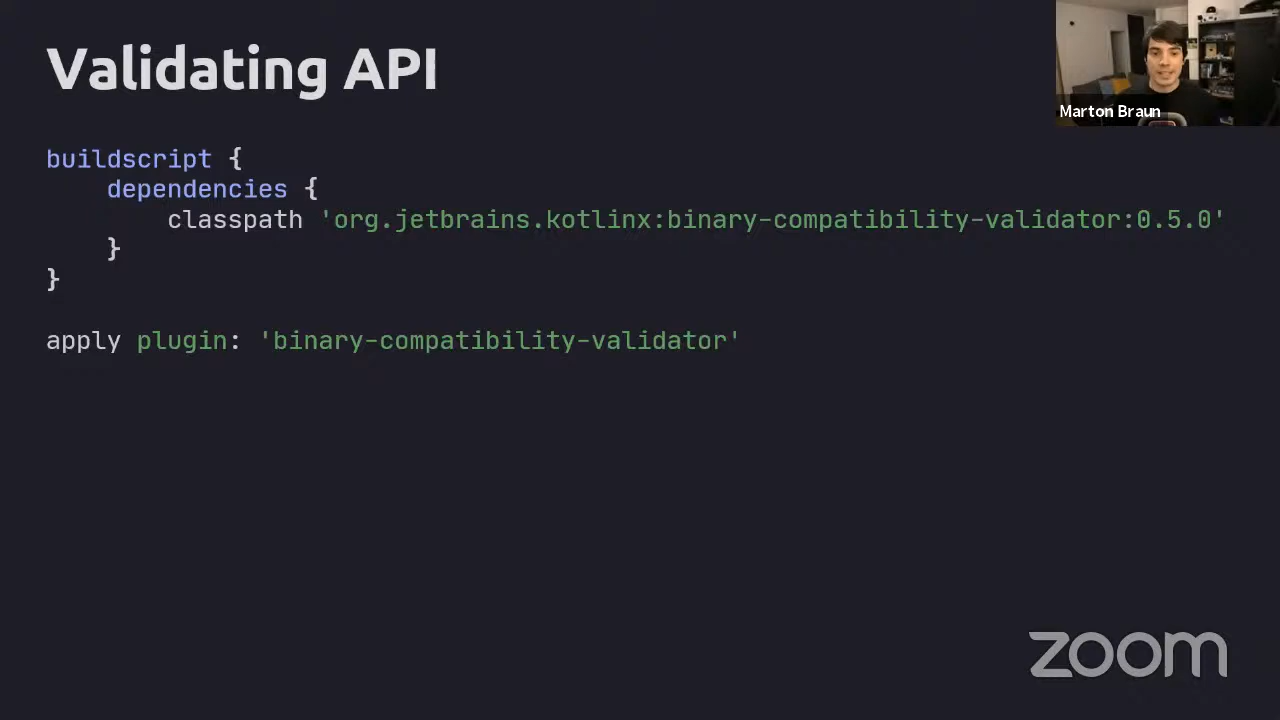 Validating API
Marton Braun
buildscript {
    dependencies {
        classpath 'org.jetbrains.kotlinx:binary-compatibility-validator:0.5.0'
    }
}
apply plugin: 'binary-compatibility-validator'
zoom